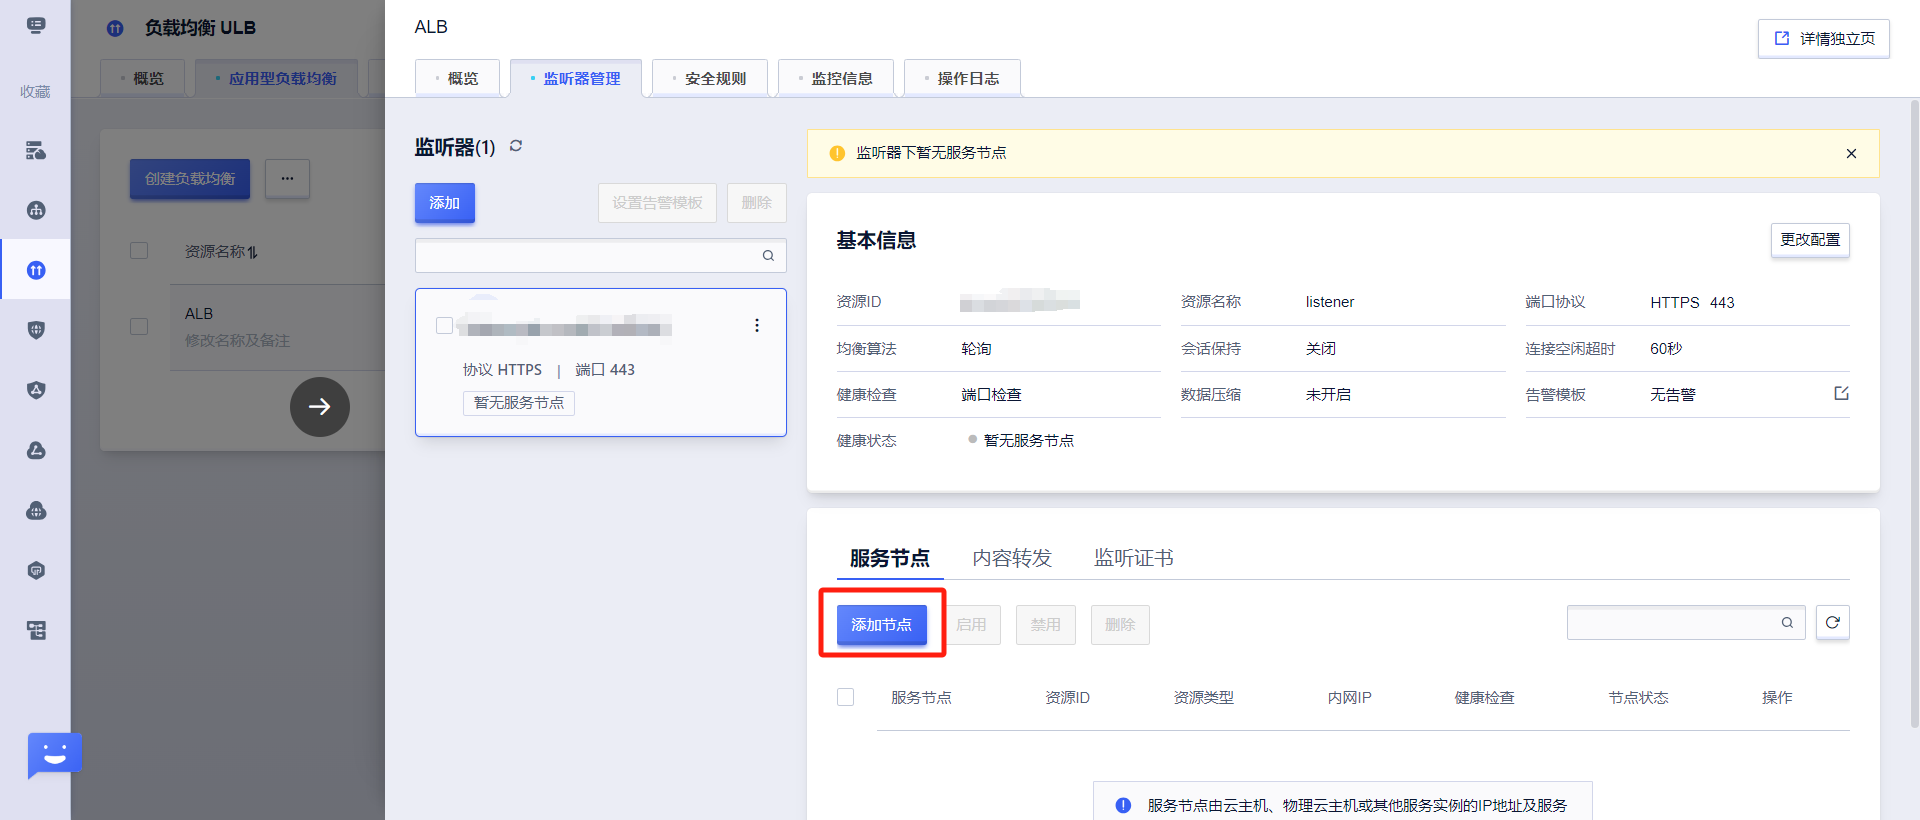 负载均衡 ULB
收藏
概览
应用型负载均衡
创建负载均衡
...
资源名称
ALB
修改名称及备注
ALB
详情独立页
概览
监听器管理
安全规则
监控信息
操作日志
监听器(1)
添加
设置告警模板
删除
协议 HTTPS | 端口 443
暂无服务节点
监听器下暂无服务节点
基本信息
更改配置
资源ID
资源名称 listener
端口协议 HTTPS 443
均衡算法 轮询
会话保持 关闭
连接空闲超时 60秒
健康检查 端口检查
数据压缩 未开启
告警模板 无告警
健康状态 暂无服务节点
服务节点
内容转发
监听证书
添加节点
启用
禁用
删除
服务节点 资源ID 资源类型 内网IP 健康检查 节点状态 操作
服务节点由云主机、物理云主机或其他服务实例的IP地址及服务